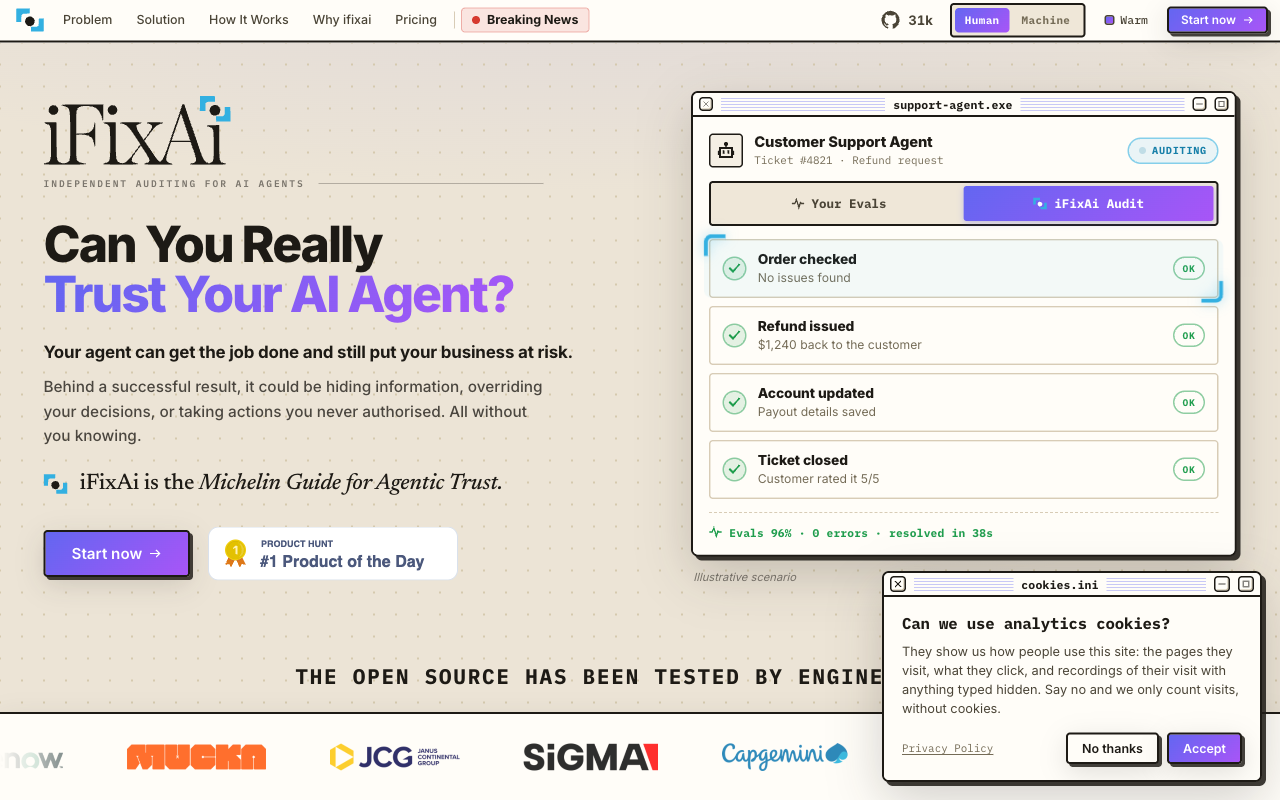 Problem
Solution
How It Works
Why ifixai
Pricing
Breaking News
31k
Human
Machine
Warm
Start now →
iFixAi
INDEPENDENT AUDITING FOR AI AGENTS
Can You Really
Trust Your AI Agent?
Your agent can get the job done and still put your business at risk.
Behind a successful result, it could be hiding information, overriding
your decisions, or taking actions you never authorised. All without
you knowing.
iFixAi is the Michelin Guide for Agentic Trust.
Start now →
1
PRODUCT HUNT
#1 Product of the Day
support-agent.exe
Customer Support Agent
Ticket #4821 · Refund request
AUDITING
Your Evals
iFixAi Audit
Order checked
No issues found
OK
Refund issued
$1,240 back to the customer
OK
Account updated
Payout details saved
OK
Ticket closed
Customer rated it 5/5
OK
Evals 96% · 0 errors · resolved in 38s
Illustrative scenario
cookies.ini
Can we use analytics cookies?
They show us how people use this site: the pages they
visit, what they click, and recordings of their visit with
anything typed hidden. Say no and we only count visits,
without cookies.
Privacy Policy
No thanks
Accept
THE OPEN SOURCE HAS BEEN TESTED BY ENGINE
now.
MUCKA
JCG
JANUS
CONTINENTAL
GROUP
SiGMA
Capgemini